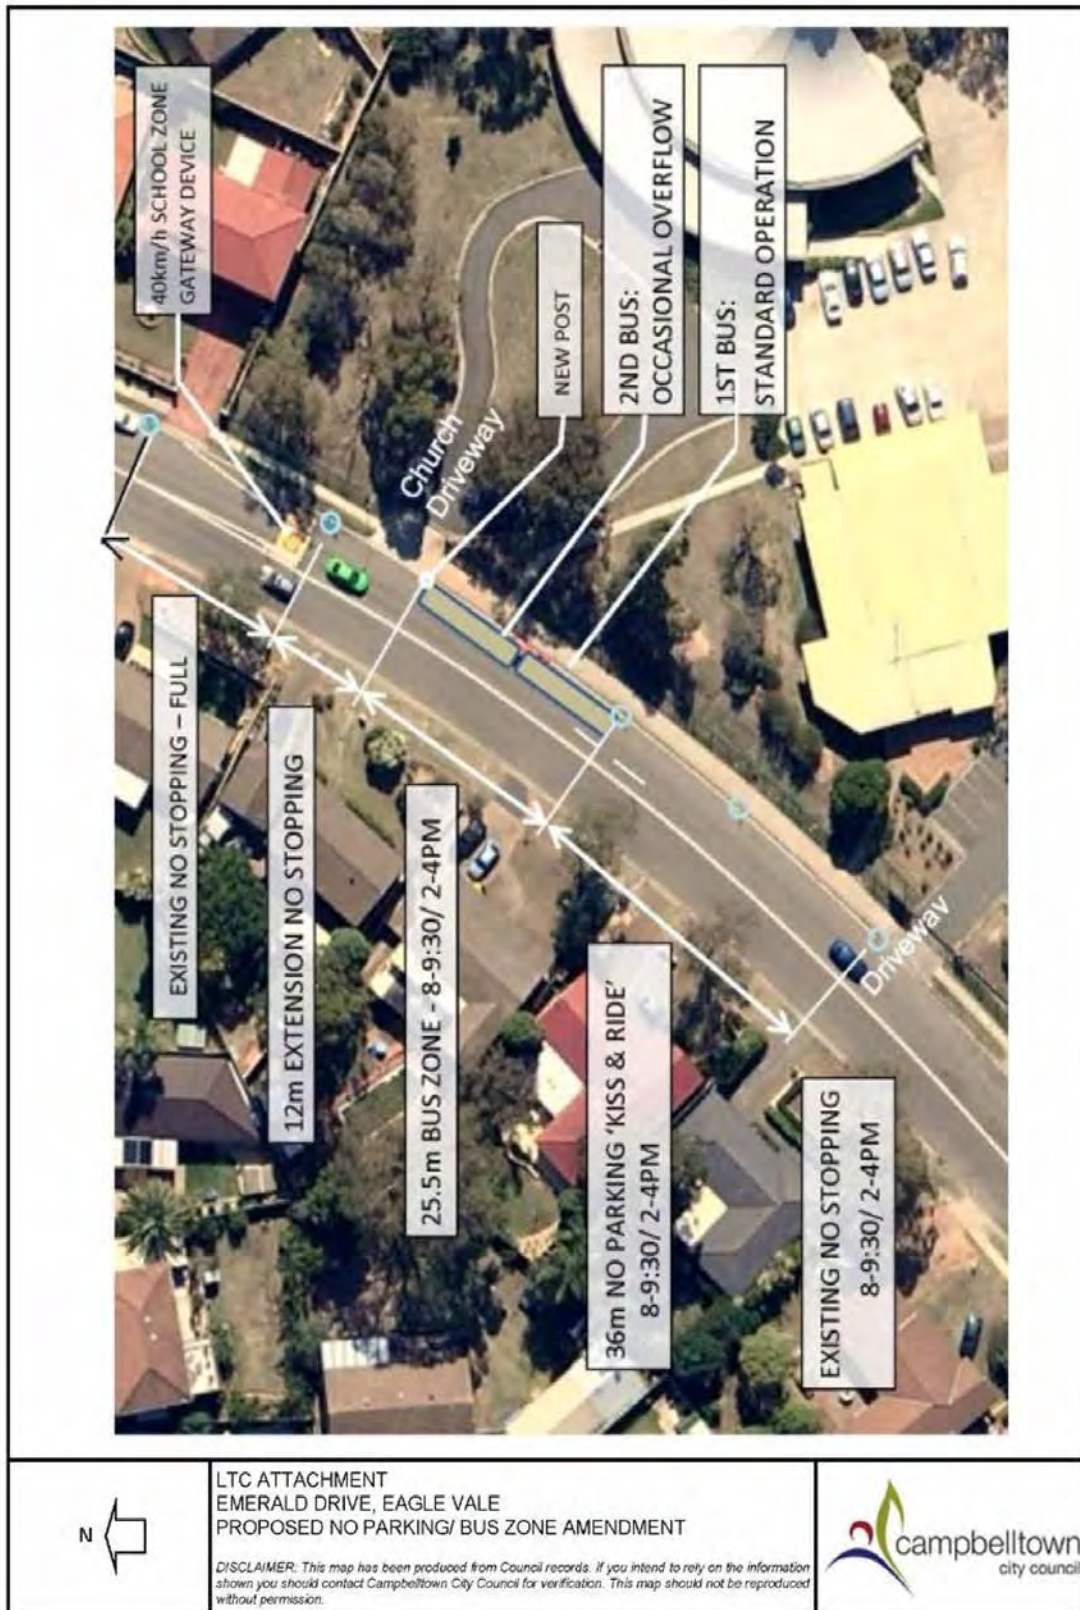 40km/h SCHOOL ZONE
GATEWAY DEVICE
2ND BUS:
OCCASIONAL OVERFLOW
1ST BUS:
STANDARD OPERATION
NEW POST
Church
Driveway
EXISTING NO STOPPING – FULL
12m EXTENSION NO STOPPING
25.5m BUS ZONE - 8-9:30/ 2-4PM
36m NO PARKING ‘KISS & RIDE’
8-9:30/ 2-4PM
Driveway
EXISTING NO STOPPING
8-9:30/ 2-4PM
N
LTC ATTACHMENT
EMERALD DRIVE, EAGLE VALE
PROPOSED NO PARKING/ BUS ZONE AMENDMENT
DISCLAIMER: This map has been produced from Council records. If you intend to rely on the information
shown you should contact Campbelltown City Council for verification. This map should not be reproduced
without permission.
campbelltown
city council